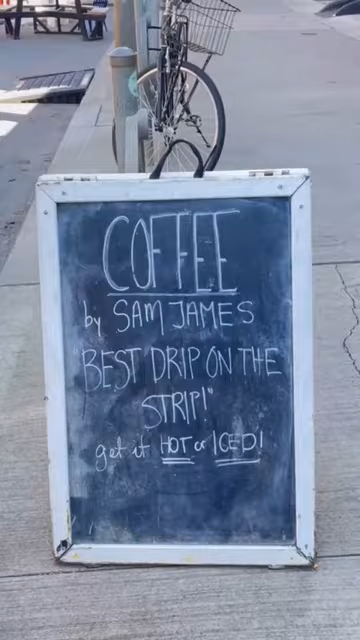 COFFEE
by SAM JAMES
"BEST DRIP ON THE
STRIP!"
get it HOT or ICED!